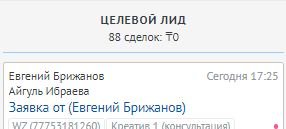 ЦЕЛЕВОЙ ЛИД
88 сделок: ₸0
Евгений Брижанов Сегодня 17:25
Айгуль Ибраева
Заявка от (Евгений Брижанов)
WZ (77753181260) Креатив 1 (консультация)